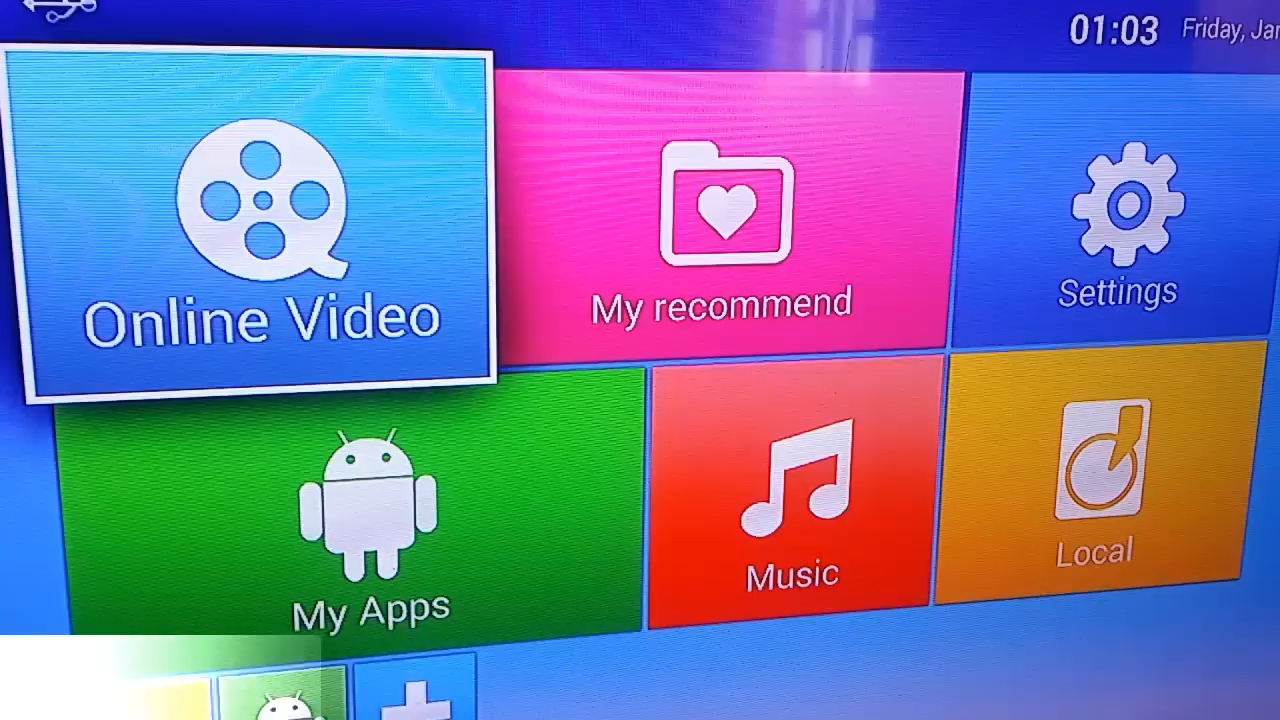 01:03 Friday, Jan
Online Video
My recommend
Settings
My Apps
Music
Local